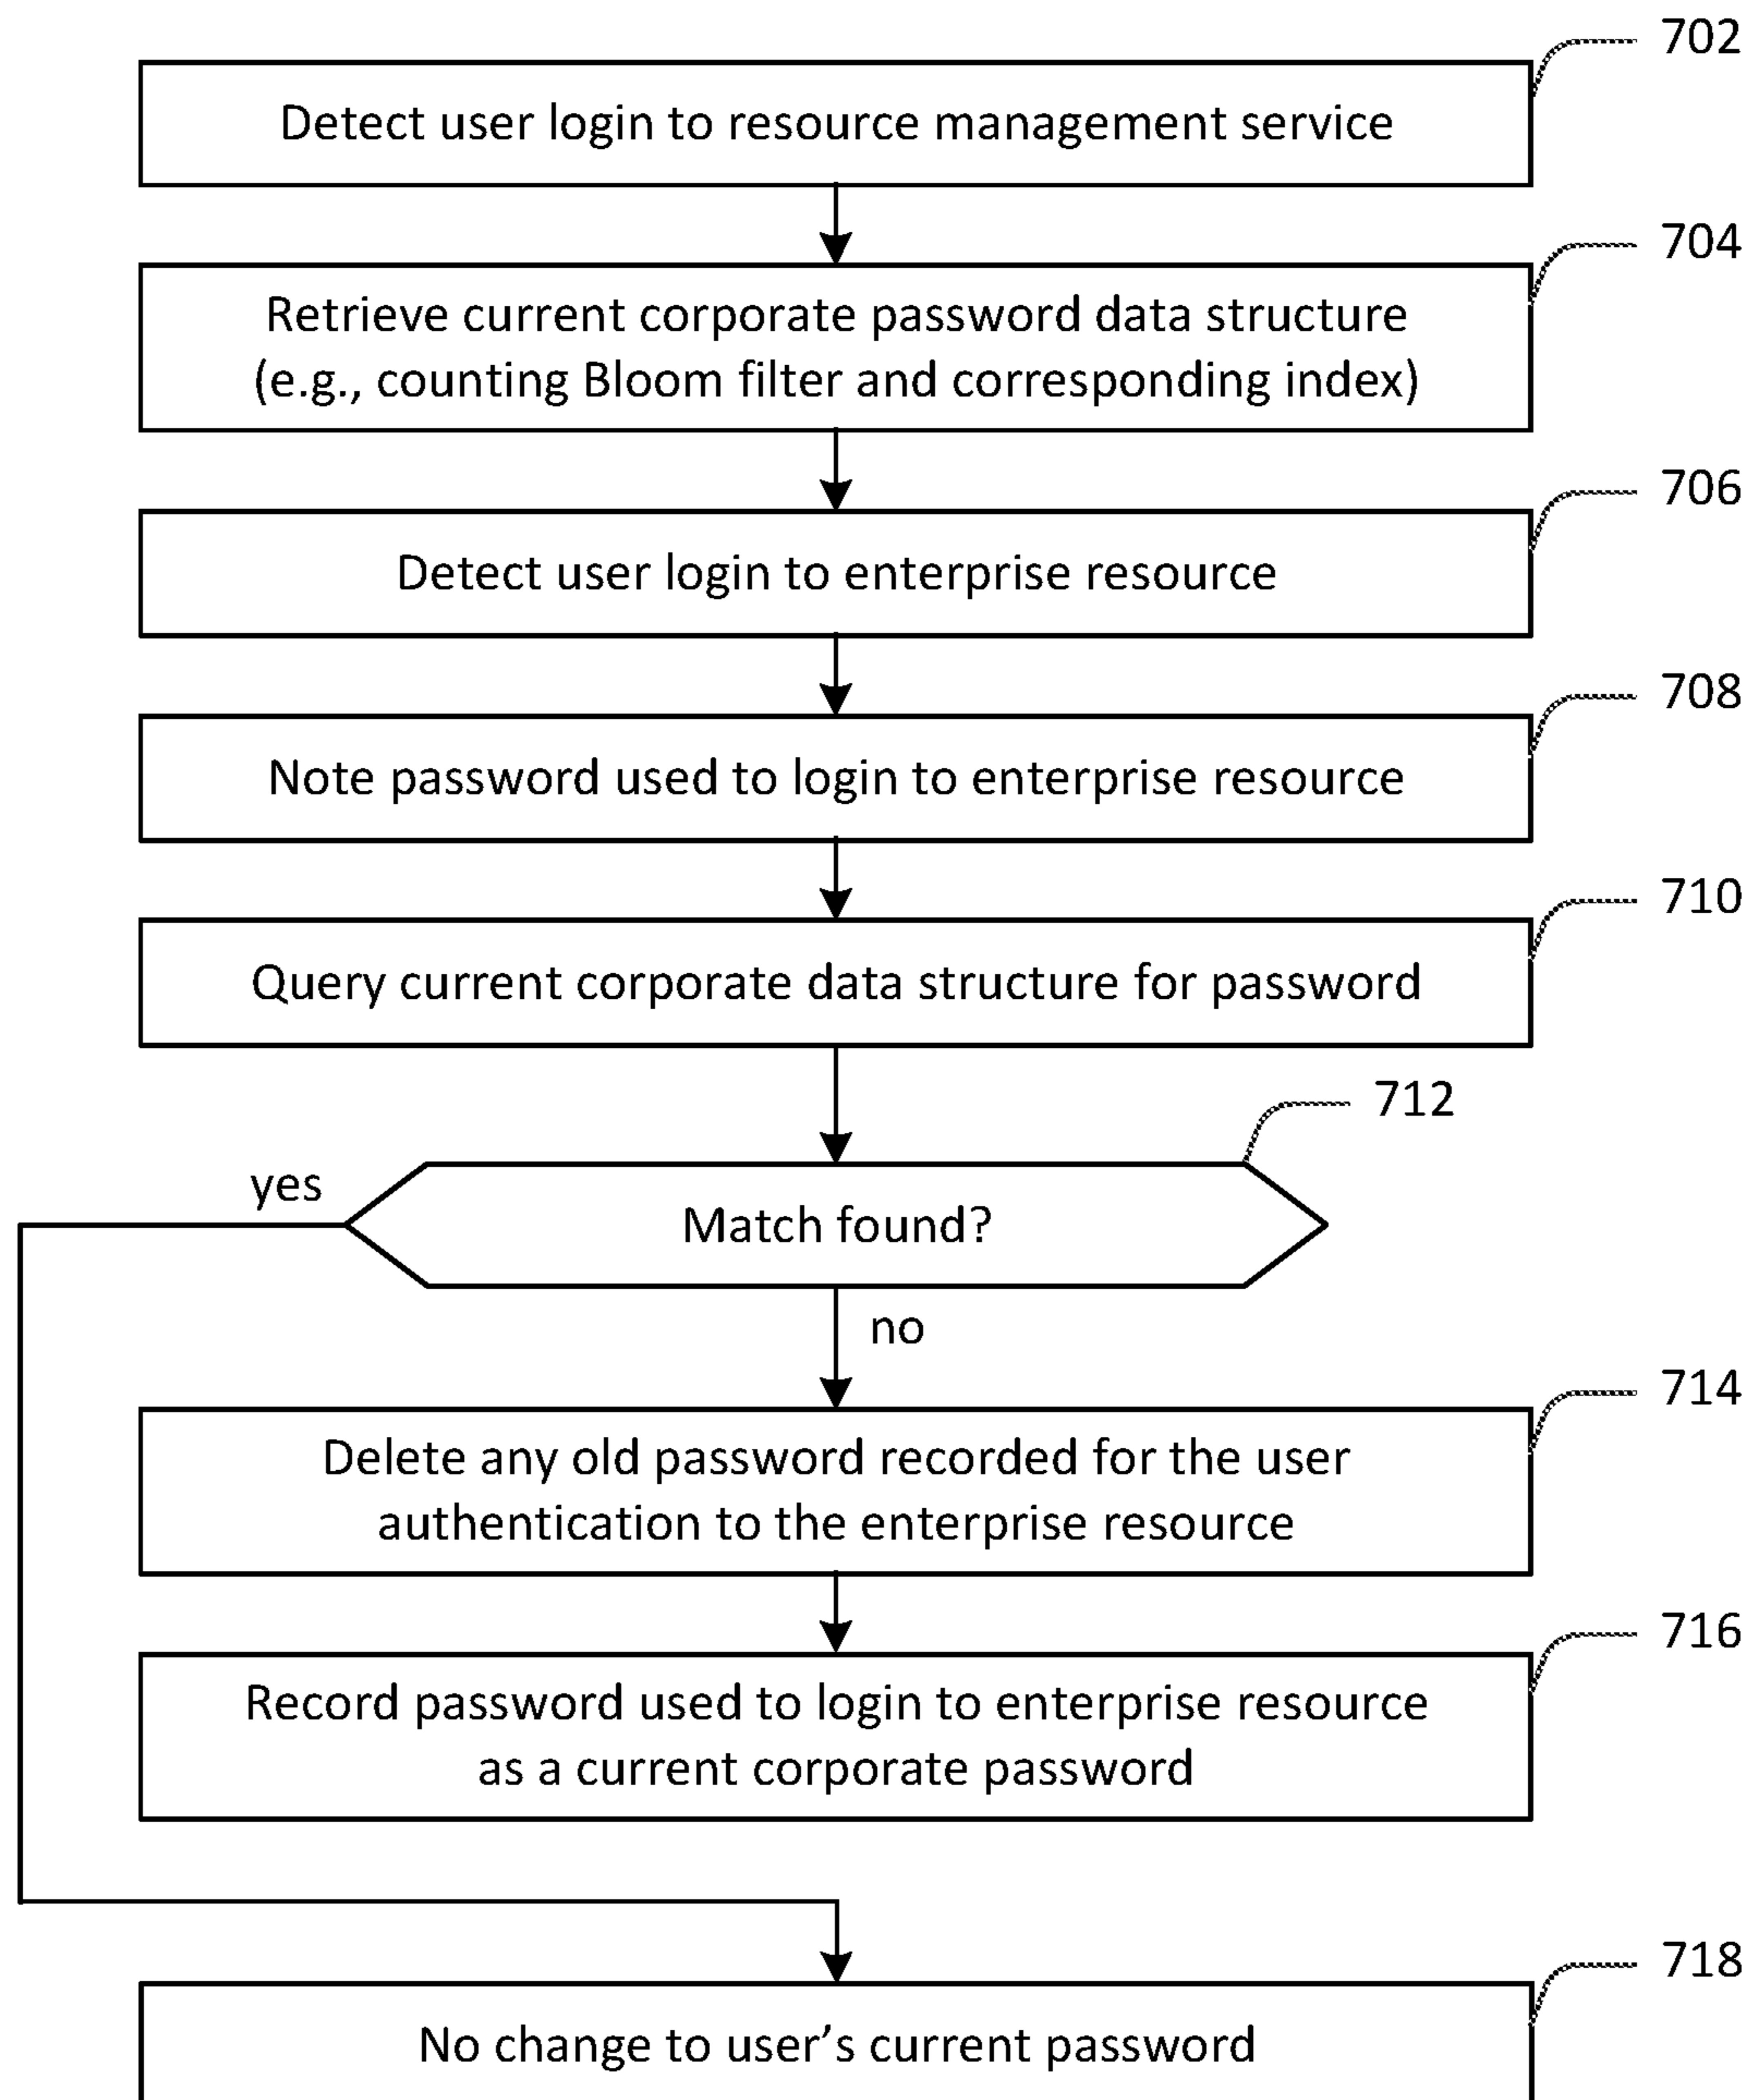 702
Detect user login to resource management service
704
Retrieve current corporate password data structure
(e.g., counting Bloom filter and corresponding index)
706
Detect user login to enterprise resource
708
Note password used to login to enterprise resource
710
Query current corporate data structure for password
712
yes
Match found?
no
714
Delete any old password recorded for the user
authentication to the enterprise resource
716
Record password used to login to enterprise resource
as a current corporate password
718
No change to user’s current password